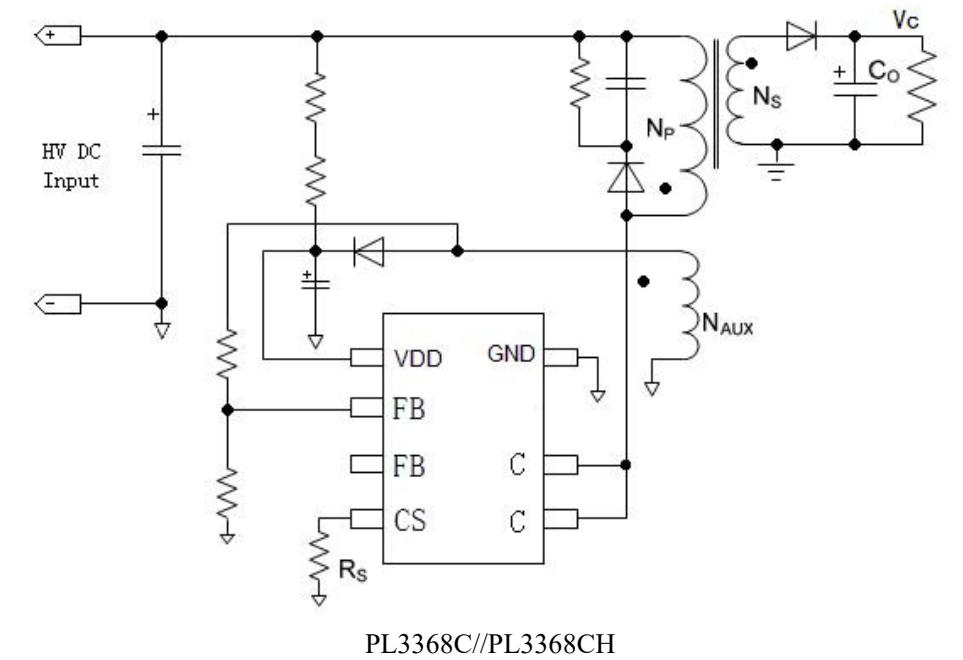 +
Vc
+
Co
Ns
Np
+
HV DC
Input
+
-
NAUX
VDD
GND
FB
FB
C
CS
C
Rs
PL3368C//PL3368CH